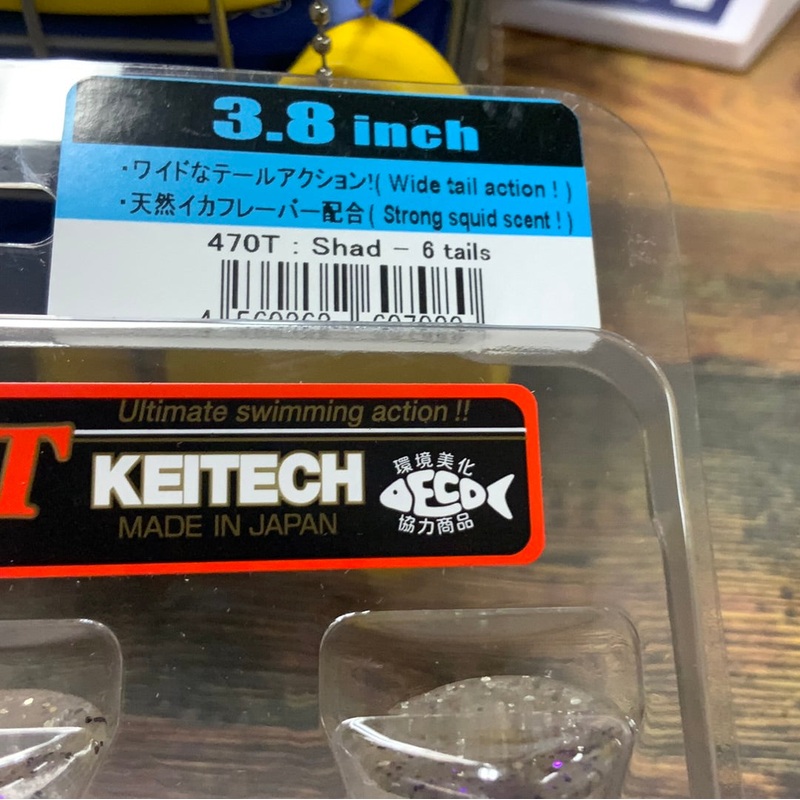 3.8 inch
・ワイドなテールアクション!( Wide tail action ! )
・天然イカフレーバー配合( Strong squid scent ! )
470T : Shad － 6 tails
Ultimate swimming action !!
T
KEITECH
MADE IN JAPAN
環境美化
ECO
協力商品